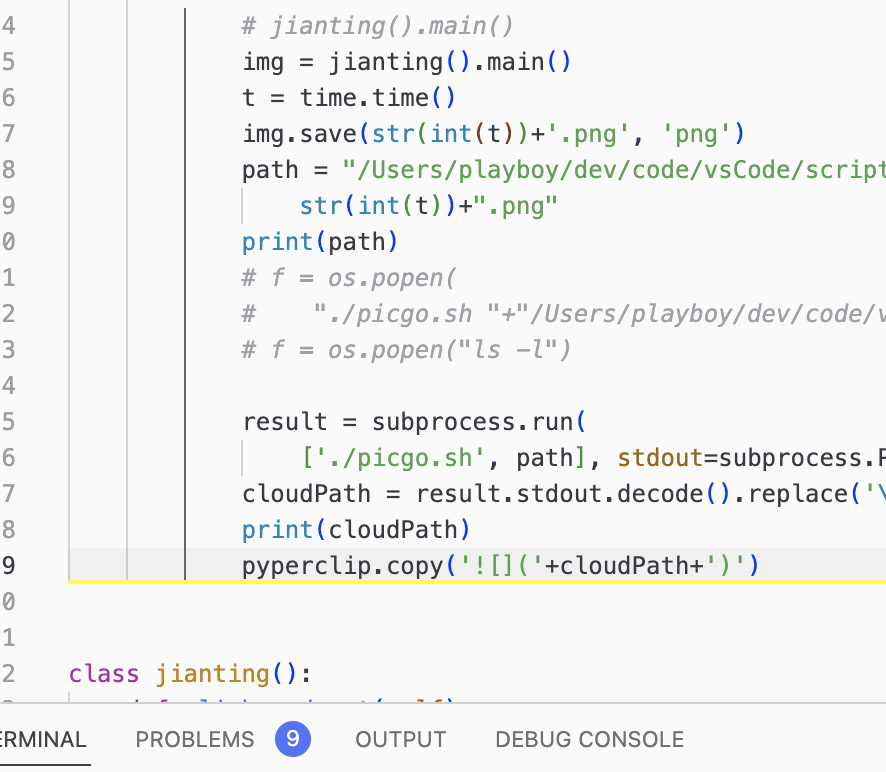 4 # jianting().main()
5 img = jianting().main()
6 t = time.time()
7 img.save(str(int(t))+'.png', 'png')
8 path = "/Users/playboy/dev/code/vsCode/script
9 str(int(t))+".png"
0 print(path)
1 # f = os.popen(
2 #    "./picgo.sh "+"/Users/playboy/dev/code/v
3 # f = os.popen("ls -l")
4
5 result = subprocess.run(
6 ['./picgo.sh', path], stdout=subprocess.P
7 cloudPath = result.stdout.decode().replace('\
8 print(cloudPath)
9 pyperclip.copy('![]('+cloudPath+')')
0
1
2 class jianting():
ERMINAL PROBLEMS 9 OUTPUT DEBUG CONSOLE